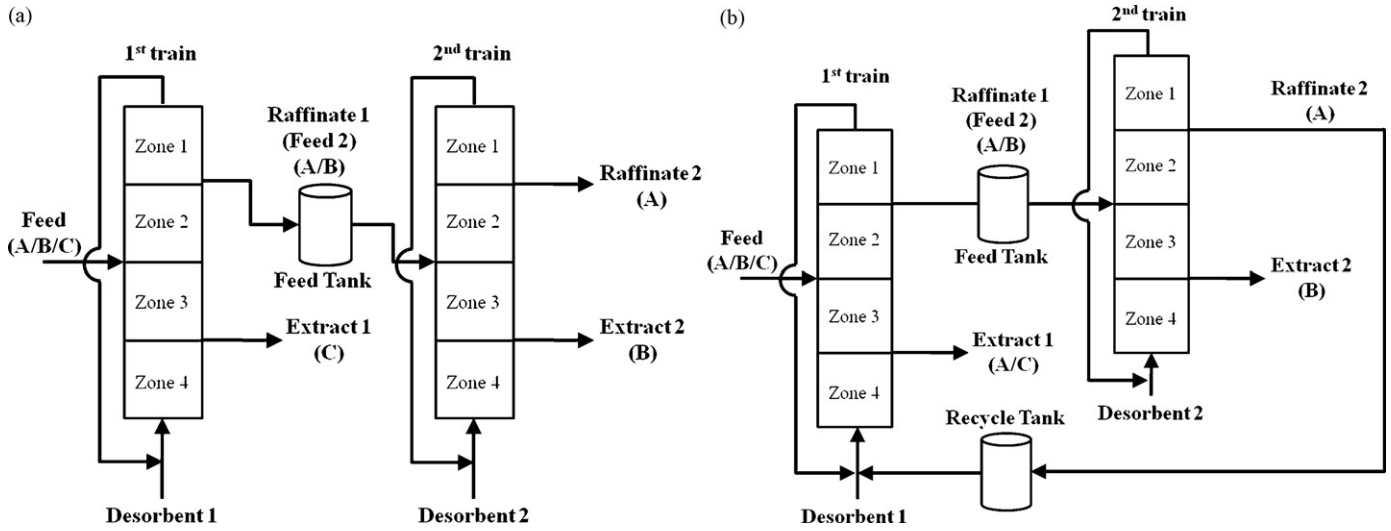 (a)
1st train
2nd train
Zone 1
Zone 2
Zone 3
Zone 4
Feed
(A/B/C)
Raffinate 1
(Feed 2)
(A/B)
Feed Tank
Extract 1
(C)
Desorbent 1
Zone 1
Zone 2
Zone 3
Zone 4
Raffinate 2
(A)
Extract 2
(B)
Desorbent 2
(b)
1st train
2nd train
Zone 1
Zone 2
Zone 3
Zone 4
Feed
(A/B/C)
Raffinate 1
(Feed 2)
(A/B)
Feed Tank
Extract 1
(A/C)
Desorbent 1
Zone 1
Zone 2
Zone 3
Zone 4
Raffinate 2
(A)
Extract 2
(B)
Desorbent 2
Recycle Tank